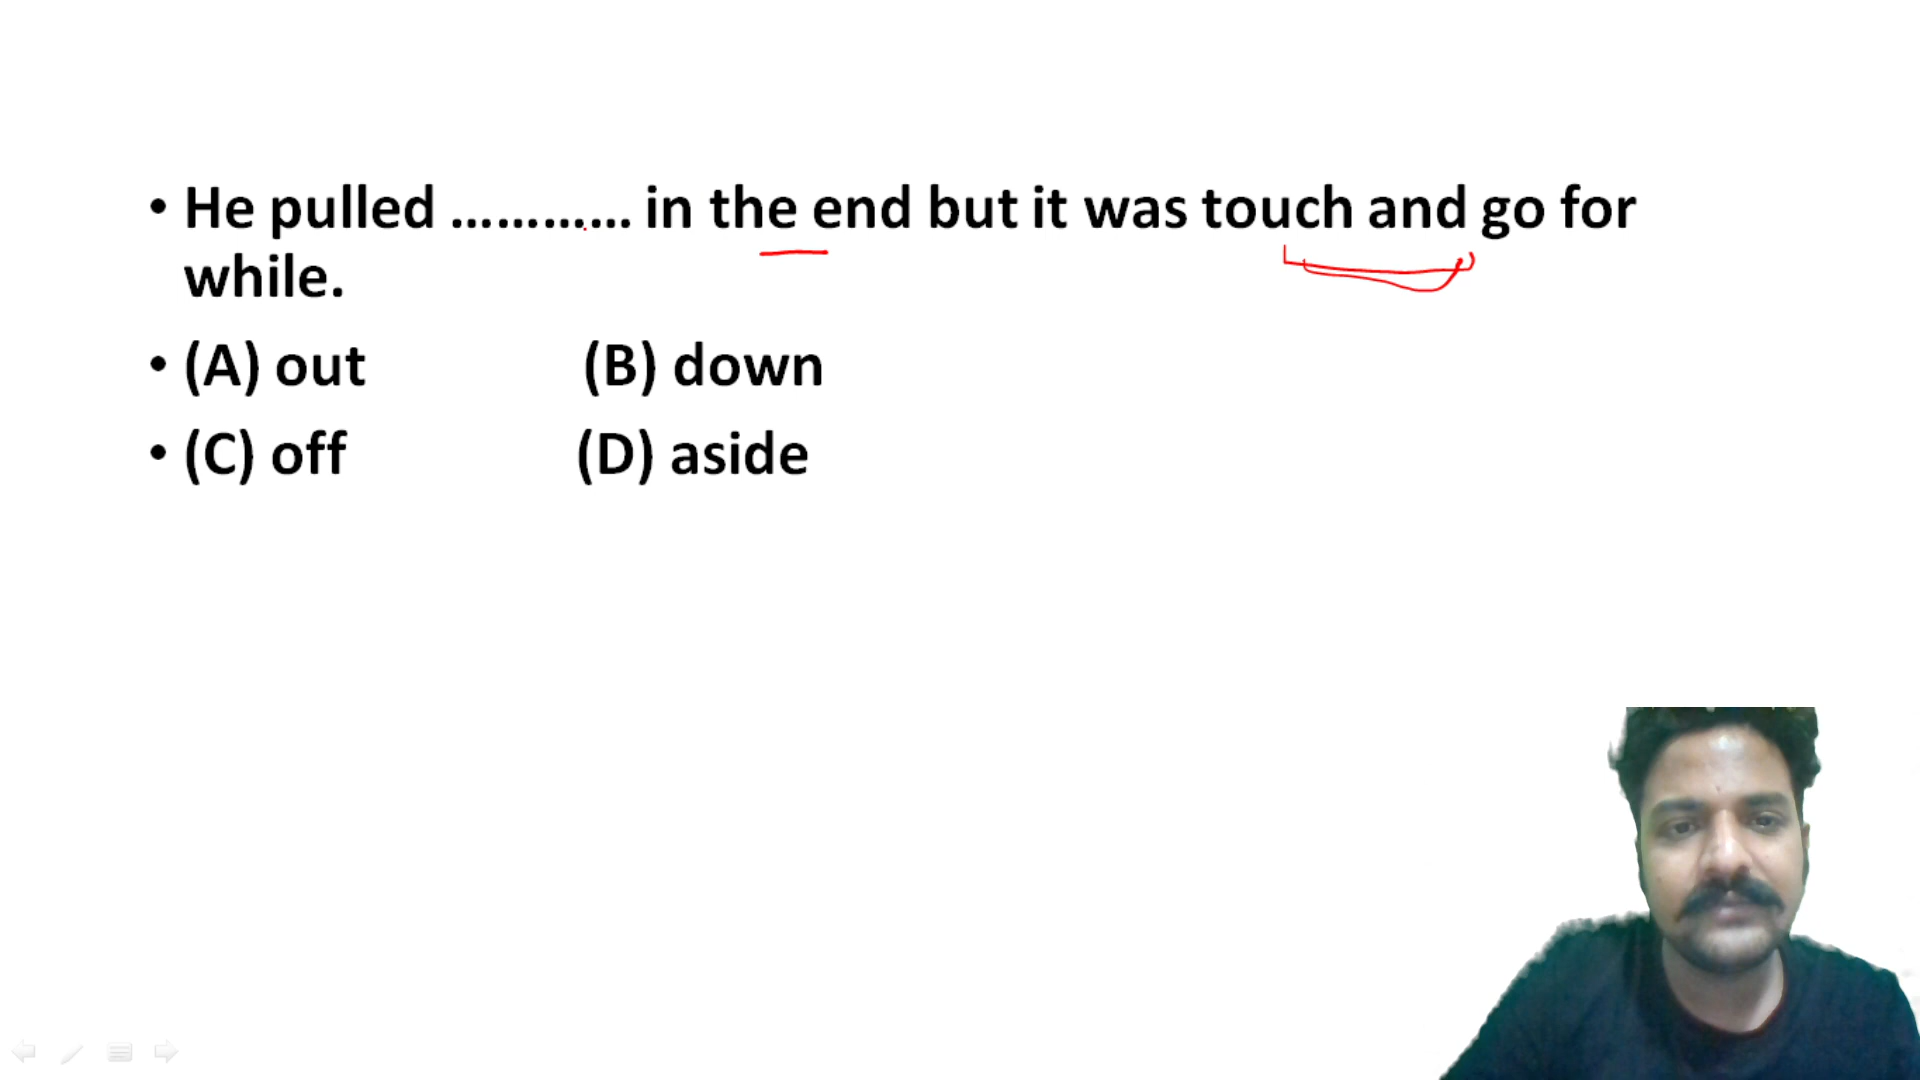 • He pulled ............ in the end but it was touch and go for
while.
• (A) out (B) down
• (C) off (D) aside